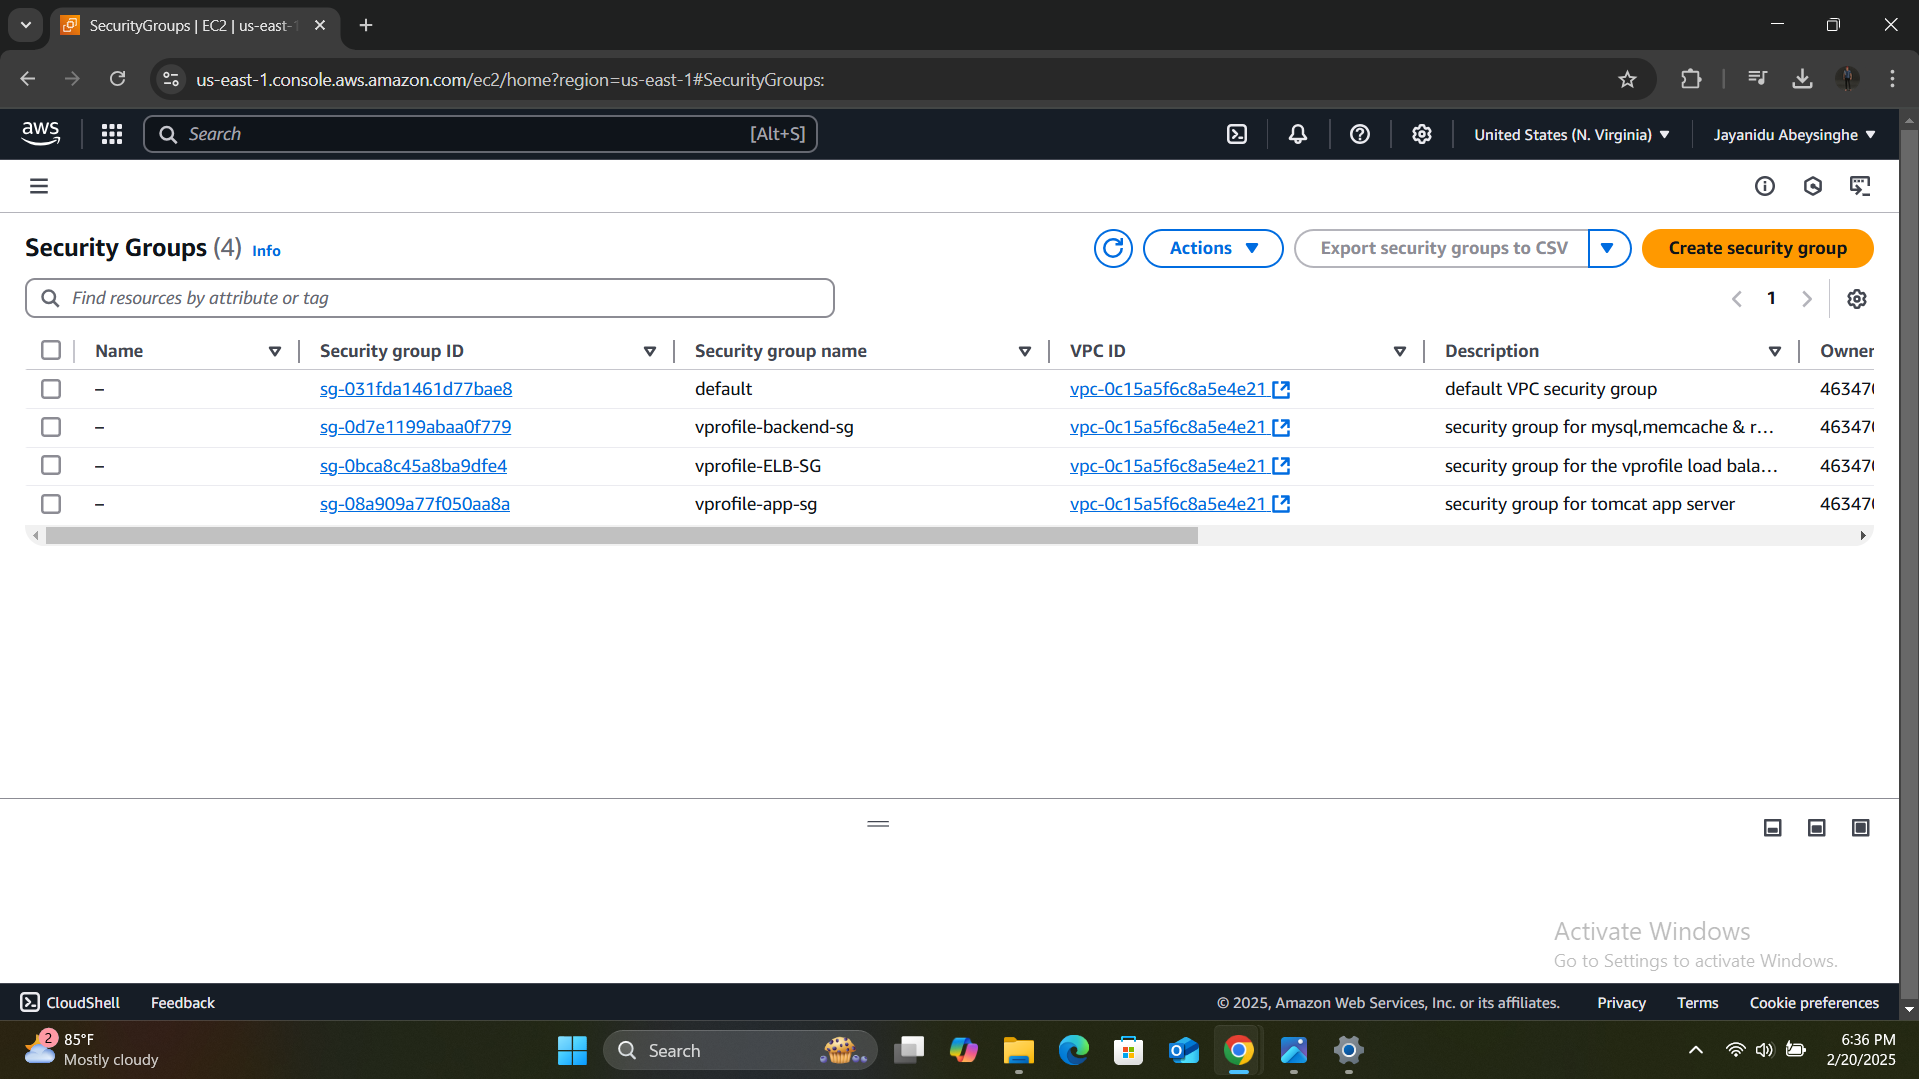 SecurityGroups | EC2 | us-east-1
us-east-1.console.aws.amazon.com/ec2/home?region=us-east-1#SecurityGroups:
aws Search [Alt+S] United States (N. Virginia) Jayanidu Abeysinghe
Security Groups (4) Info Actions Export security groups to CSV Create security group
Find resources by attribute or tag 1
Name Security group ID Security group name VPC ID Description Owner
– sg-031fda1461d77bae8 default vpc-0c15a5f6c8a5e4e21 default VPC security group 46347
– sg-0d7e1199abaa0f779 vprofile-backend-sg vpc-0c15a5f6c8a5e4e21 security group for mysql,memcache & r... 46347
– sg-0bca8c45a8ba9dfe4 vprofile-ELB-SG vpc-0c15a5f6c8a5e4e21 security group for the vprofile load bala... 46347
– sg-08a909a77f050aa8a vprofile-app-sg vpc-0c15a5f6c8a5e4e21 security group for tomcat app server 46347
Activate Windows
Go to Settings to activate Windows.
CloudShell Feedback © 2025, Amazon Web Services, Inc. or its affiliates. Privacy Terms Cookie preferences
2 85°F
Mostly cloudy
Search
6:36 PM
2/20/2025